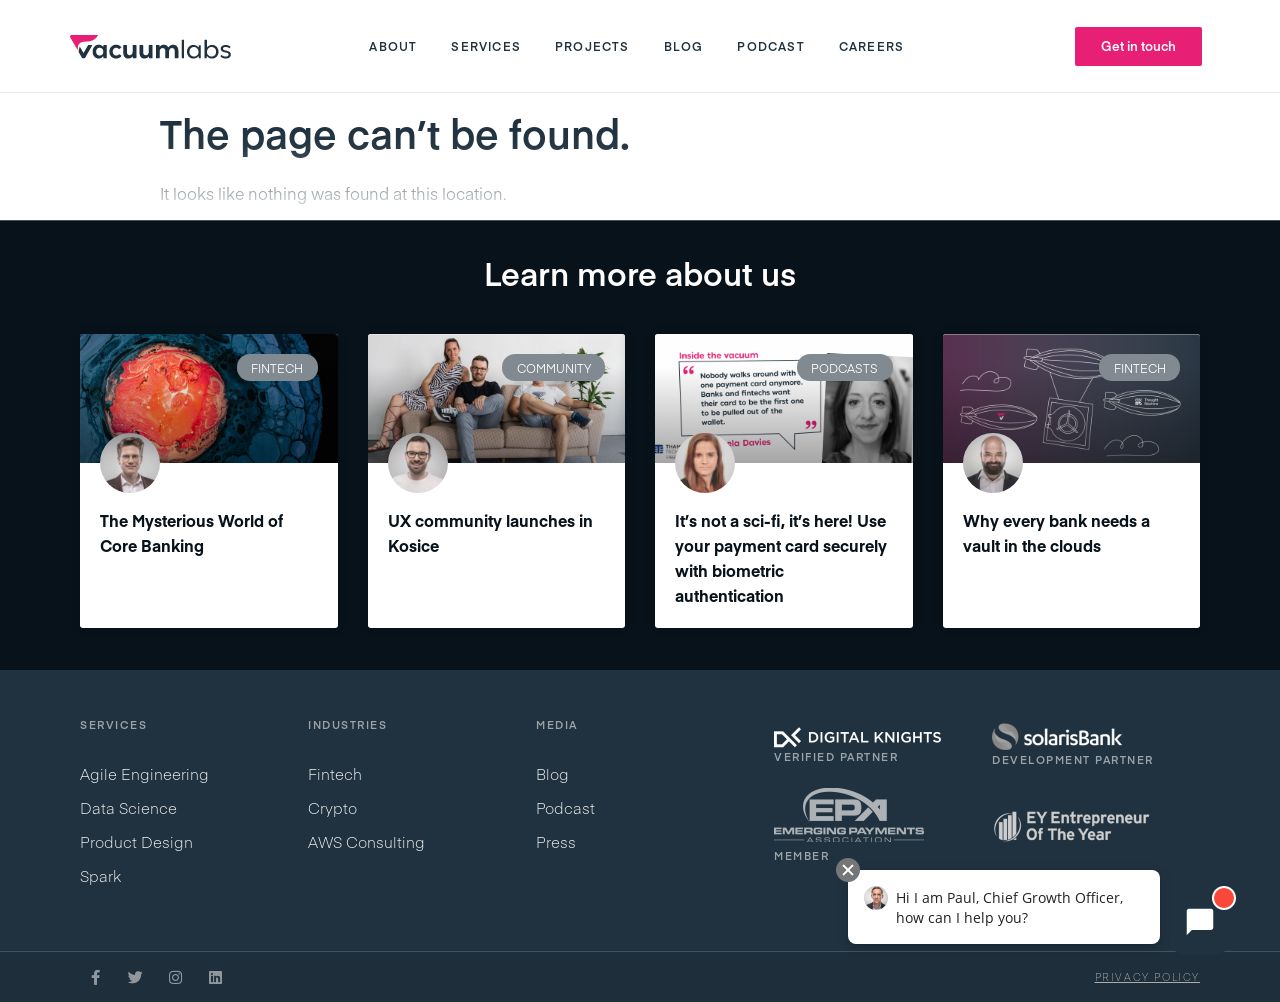 vacuumlabs
ABOUT
SERVICES
PROJECTS
BLOG
PODCAST
CAREERS
Get in touch
The page can’t be found.
It looks like nothing was found at this location.
Learn more about us
FINTECH
The Mysterious World of
Core Banking
COMMUNITY
UX community launches in
Kosice
Inside the vacuum
PODCASTS
Nobody walks around with
one payment card anymore.
Banks and fintechs want
their card to be the first one
to be pulled out of the
wallet.
Davies
It’s not a sci-fi, it’s here! Use
your payment card securely
with biometric
authentication
FINTECH
Why every bank needs a
vault in the clouds
SERVICES
Agile Engineering
Data Science
Product Design
Spark
INDUSTRIES
Fintech
Crypto
AWS Consulting
MEDIA
Blog
Podcast
Press
DIGITAL KNIGHTS
VERIFIED PARTNER
solarisBank
DEVELOPMENT PARTNER
EPA
EMERGING PAYMENTS
ASSOCIATION
MEMBER
EY Entrepreneur
Of The Year
Hi I am Paul, Chief Growth Officer,
how can I help you?
PRIVACY POLICY